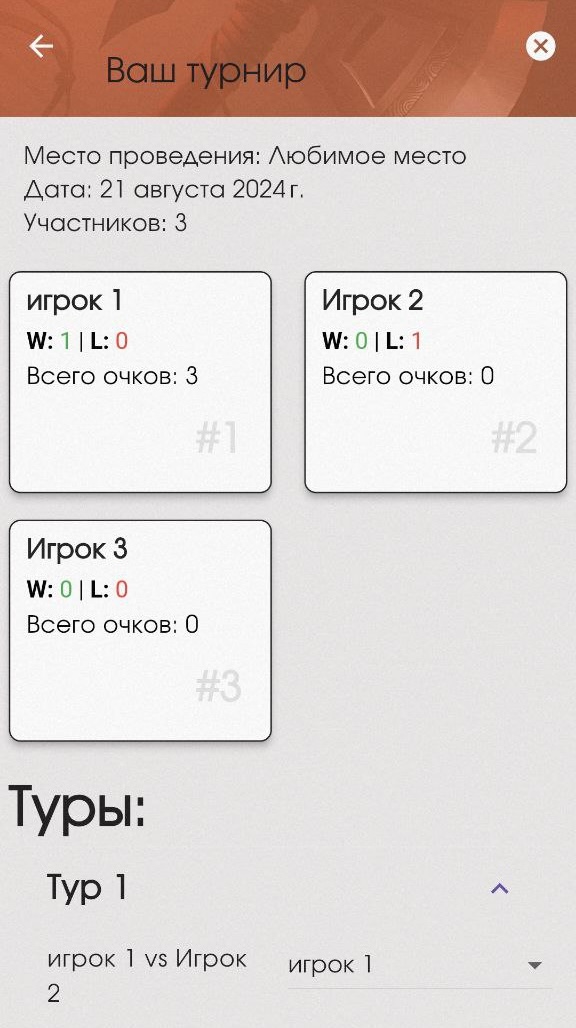 Ваш турнир
Место проведения: Любимое место
Дата: 21 августа 2024 г.
Участников: 3
игрок 1
W: 1 | L: 0
Всего очков: 3
#1
Игрок 2
W: 0 | L: 1
Всего очков: 0
#2
Игрок 3
W: 0 | L: 0
Всего очков: 0
#3
Туры:
Тур 1
игрок 1 vs Игрок
2
игрок 1